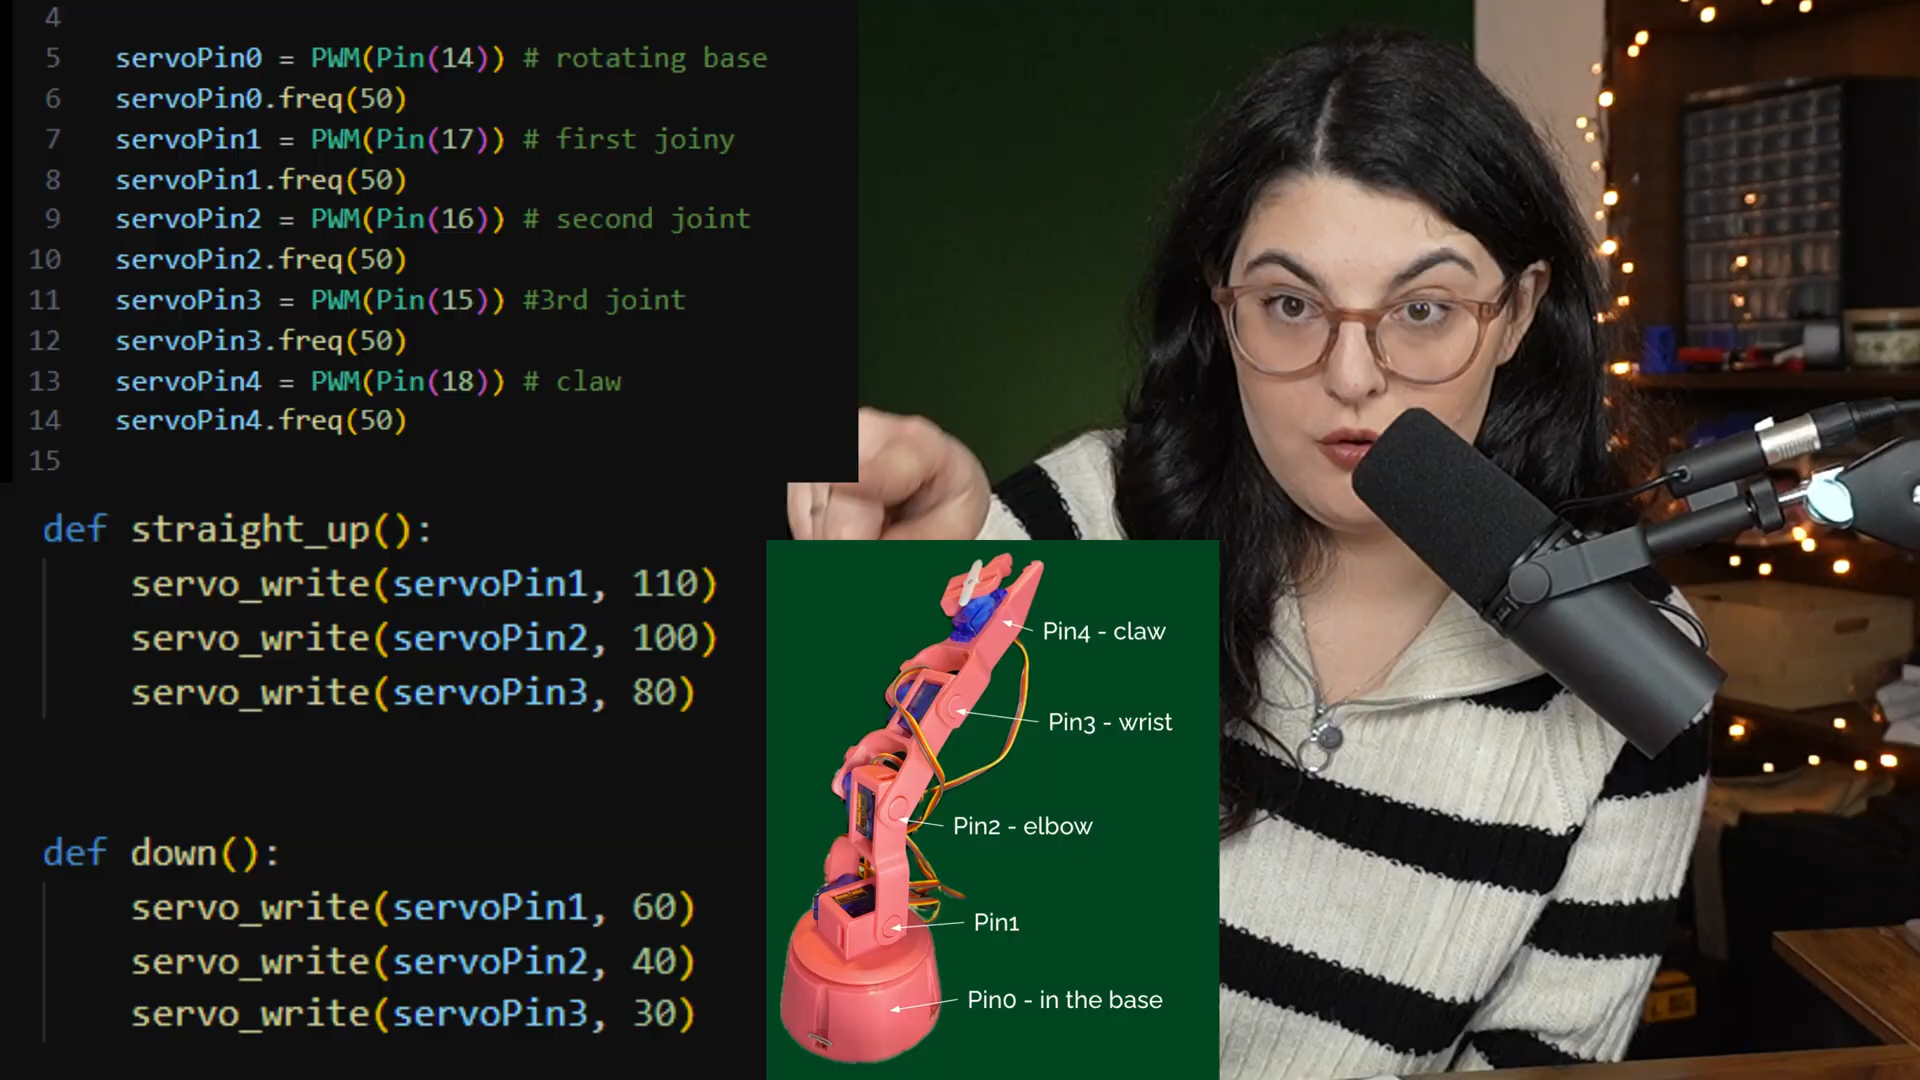 4
5 servoPin0 = PWM(Pin(14)) # rotating base
6 servoPin0.freq(50)
7 servoPin1 = PWM(Pin(17)) # first joiny
8 servoPin1.freq(50)
9 servoPin2 = PWM(Pin(16)) # second joint
10 servoPin2.freq(50)
11 servoPin3 = PWM(Pin(15)) #3rd joint
12 servoPin3.freq(50)
13 servoPin4 = PWM(Pin(18)) # claw
14 servoPin4.freq(50)
15
def straight_up():
servo_write(servoPin1, 110)
servo_write(servoPin2, 100)
servo_write(servoPin3, 80)
def down():
servo_write(servoPin1, 60)
servo_write(servoPin2, 40)
servo_write(servoPin3, 30)
Pin4 - claw
Pin3 - wrist
Pin2 - elbow
Pin1
Pin0 - in the base